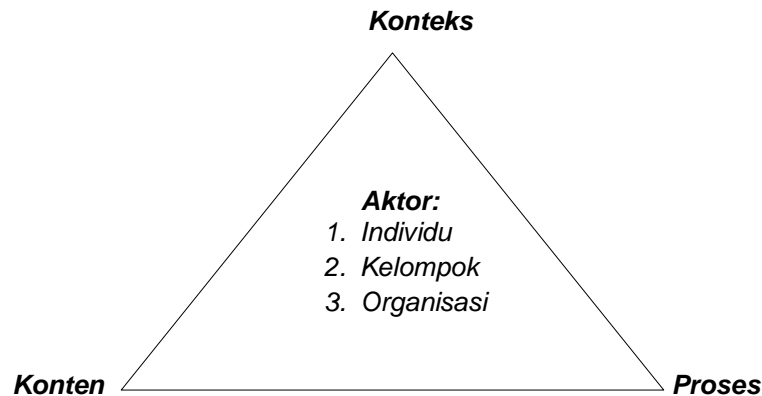 Konteks
Aktor:
1. Individu
2. Kelompok
3. Organisasi
Konten
Proses